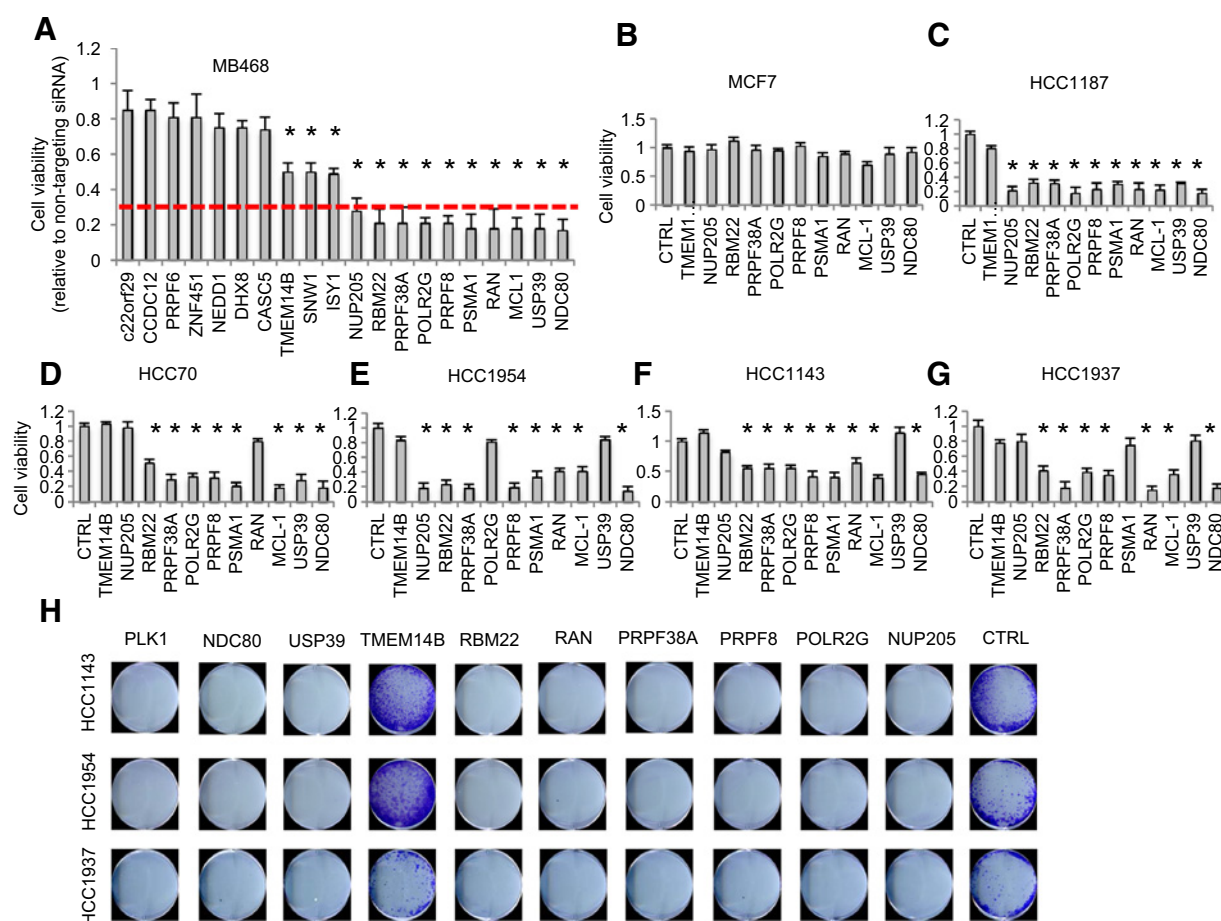 A
1.2
1
0.8
0.6
0.4
0.2
0
Cell viability
(relative to non-targeting siRNA)
MB468
* * *
* * * * * * * * * *
c22orf29
CCDC12
PRPF6
ZNF451
NEDD1
DHX8
CASC5
TMEM14B
SNW1
ISY1
NUP205
RBM22
PRPF38A
POLR2G
PRPF8
PSMA1
RAN
MCL1
USP39
NDC80
B
MCF7
Cell viability
1.5
1
0.5
0
CTRL
TMEM1...
NUP205
RBM22
PRPF38A
POLR2G
PRPF8
PSMA1
RAN
MCL-1
USP39
NDC80
C
HCC1187
1.2
1
0.8
0.6
0.4
0.2
0
* * * * * * * * * *
CTRL
TMEM1...
NUP205
RBM22
PRPF38A
POLR2G
PRPF8
PSMA1
RAN
MCL-1
USP39
NDC80
D
HCC70
Cell viability
1.2
1
0.8
0.6
0.4
0.2
0
* * * * * * * *
CTRL
TMEM14B
NUP205
RBM22
PRPF38A
POLR2G
PRPF8
PSMA1
RAN
MCL-1
USP39
NDC80
E
HCC1954
1.2
1
0.8
0.6
0.4
0.2
0
* * * * * * * *
CTRL
TMEM14B
NUP205
RBM22
PRPF38A
POLR2G
PRPF8
PSMA1
RAN
MCL-1
USP39
NDC80
F
HCC1143
1.5
1
0.5
0
* * * * * * * *
CTRL
TMEM14B
NUP205
RBM22
PRPF38A
POLR2G
PRPF8
PSMA1
RAN
MCL-1
USP39
NDC80
G
HCC1937
1.2
1
0.8
0.6
0.4
0.2
0
* * * * * * *
CTRL
TMEM14B
NUP205
RBM22
PRPF38A
POLR2G
PRPF8
PSMA1
RAN
MCL-1
USP39
NDC80
H
PLK1 NDC80 USP39 TMEM14B RBM22 RAN PRPF38A PRPF8 POLR2G NUP205 CTRL
HCC1143
HCC1954
HCC1937